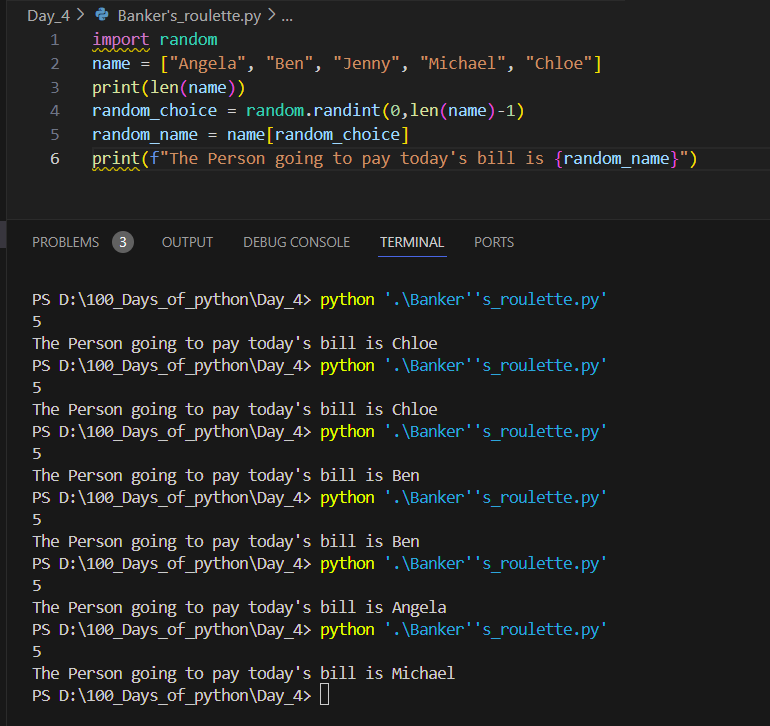 Day_4 > Banker's_roulette.py > ...
1 import random
2 name = ["Angela", "Ben", "Jenny", "Michael", "Chloe"]
3 print(len(name))
4 random_choice = random.randint(0,len(name)-1)
5 random_name = name[random_choice]
6 print(f"The Person going to pay today's bill is {random_name}")
PROBLEMS 3 OUTPUT DEBUG CONSOLE TERMINAL PORTS
PS D:\100_Days_of_python\Day_4> python '.\Banker''s_roulette.py'
5
The Person going to pay today's bill is Chloe
PS D:\100_Days_of_python\Day_4> python '.\Banker''s_roulette.py'
5
The Person going to pay today's bill is Chloe
PS D:\100_Days_of_python\Day_4> python '.\Banker''s_roulette.py'
5
The Person going to pay today's bill is Ben
PS D:\100_Days_of_python\Day_4> python '.\Banker''s_roulette.py'
5
The Person going to pay today's bill is Ben
PS D:\100_Days_of_python\Day_4> python '.\Banker''s_roulette.py'
5
The Person going to pay today's bill is Angela
PS D:\100_Days_of_python\Day_4> python '.\Banker''s_roulette.py'
5
The Person going to pay today's bill is Michael
PS D:\100_Days_of_python\Day_4>